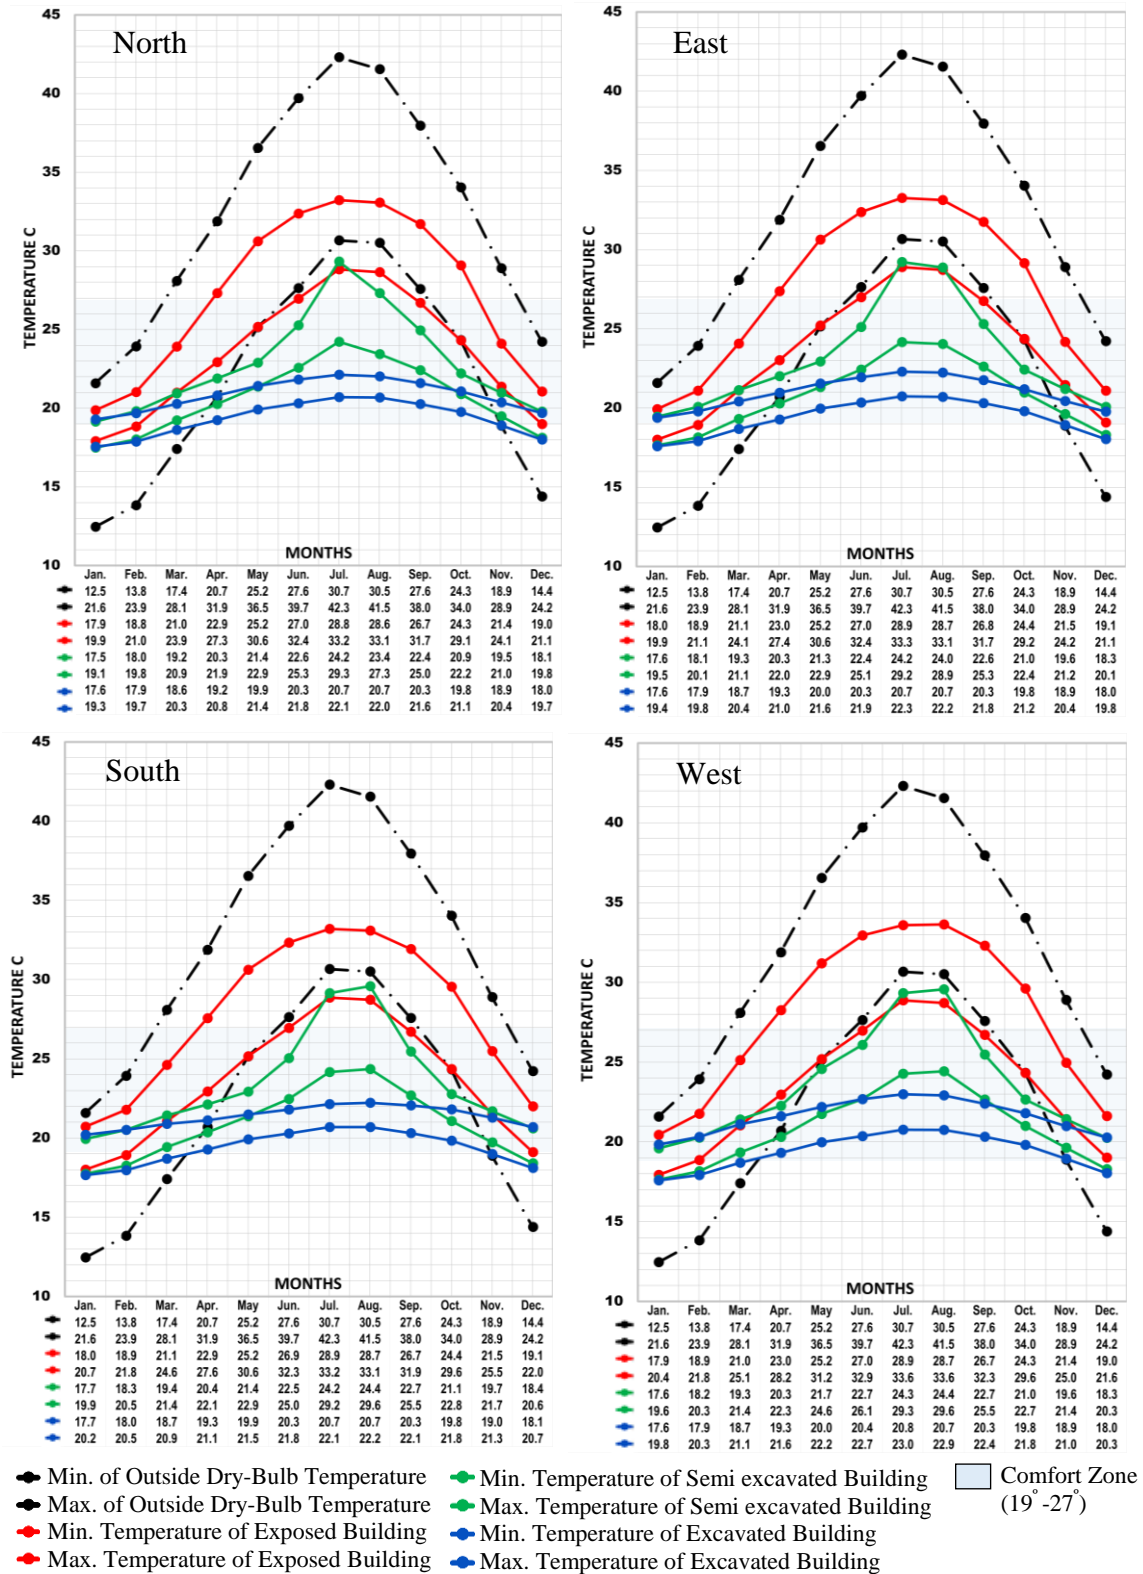 North
45
40
35
30
25
20
15
10
TEMPERATURE C
MONTHS
Jan. Feb. Mar. Apr. May Jun. Jul. Aug. Sep. Oct. Nov. Dec.
12.5 13.8 17.4 20.7 25.2 27.6 30.7 30.5 27.6 24.3 18.9 14.4
21.6 23.9 28.1 31.9 36.5 39.7 42.3 41.5 38.0 34.0 28.9 24.2
17.9 18.8 21.0 22.9 25.2 27.0 28.8 28.6 26.7 24.3 21.4 19.0
19.9 21.0 23.9 27.3 30.6 32.4 33.2 33.1 31.7 29.1 24.1 21.1
17.5 18.0 19.2 20.3 21.4 22.6 24.2 23.4 22.4 20.9 19.5 18.1
19.1 19.8 20.9 21.9 22.8 25.3 29.3 27.3 25.0 22.2 21.0 19.8
17.6 17.9 18.6 19.2 19.9 20.3 20.7 20.7 20.3 19.8 18.9 18.0
19.3 19.7 20.3 20.8 21.4 21.8 22.1 22.0 21.6 21.1 20.4 19.7
East
45
40
35
30
25
20
15
10
TEMPERATURE C
MONTHS
Jan. Feb. Mar. Apr. May Jun. Jul. Aug. Sep. Oct. Nov. Dec.
12.5 13.8 17.4 20.7 25.2 27.6 30.7 30.5 27.6 24.3 18.9 14.4
21.6 23.9 28.1 31.9 36.5 39.7 42.3 41.5 38.0 34.0 28.9 24.2
18.0 18.9 21.1 23.0 25.2 27.0 28.9 28.7 26.8 24.4 21.5 19.1
19.9 21.1 24.1 27.4 30.6 32.4 33.3 33.1 31.7 29.2 24.2 21.1
17.6 18.1 19.3 20.3 21.3 22.4 24.2 24.0 22.6 21.0 19.6 18.3
19.5 20.1 21.1 22.0 22.9 25.1 29.2 28.9 25.3 22.4 21.2 20.1
17.6 17.9 18.7 19.3 20.0 20.3 20.7 20.7 20.3 19.8 18.9 18.0
19.4 19.8 20.4 21.0 21.6 21.9 22.3 22.2 21.8 21.2 20.4 19.8
South
45
40
35
30
25
20
15
10
TEMPERATURE C
MONTHS
Jan. Feb. Mar. Apr. May Jun. Jul. Aug. Sep. Oct. Nov. Dec.
12.5 13.8 17.4 20.7 25.2 27.6 30.7 30.5 27.6 24.3 18.9 14.4
21.6 23.9 28.1 31.9 36.5 39.7 42.3 41.5 38.0 34.0 28.9 24.2
18.0 18.9 21.1 22.9 25.2 26.9 28.9 28.7 26.7 24.4 21.5 19.1
20.7 21.8 24.6 27.6 30.6 32.3 33.2 33.1 31.9 29.6 25.5 22.0
17.7 18.3 19.4 20.4 21.4 22.5 24.2 24.4 22.7 21.1 19.7 18.4
19.9 20.5 21.4 22.1 22.9 25.0 29.2 29.6 25.5 22.8 21.7 20.6
17.7 18.0 18.7 19.3 19.9 20.3 20.7 20.7 20.3 19.8 19.0 18.1
20.2 20.5 20.9 21.1 21.5 21.8 22.1 22.2 22.1 21.8 21.3 20.7
West
45
40
35
30
25
20
15
10
TEMPERATURE C
MONTHS
Jan. Feb. Mar. Apr. May Jun. Jul. Aug. Sep. Oct. Nov. Dec.
12.5 13.8 17.4 20.7 25.2 27.6 30.7 30.5 27.6 24.3 18.9 14.4
21.6 23.9 28.1 31.9 36.5 39.7 42.3 41.5 38.0 34.0 28.9 24.2
17.9 18.9 21.0 23.0 25.2 27.0 28.9 28.7 26.7 24.3 21.4 19.0
20.4 21.8 25.1 28.2 31.2 32.9 33.6 33.6 32.3 29.6 25.0 21.6
17.6 18.2 19.3 20.3 21.7 22.7 24.3 24.4 22.7 21.0 19.6 18.3
19.6 20.3 21.4 22.3 24.6 26.1 29.3 29.6 25.5 22.7 21.4 20.3
17.6 17.9 18.7 19.3 20.0 20.4 20.8 20.7 20.3 19.8 18.9 18.0
19.8 20.3 21.1 21.6 22.2 22.7 23.0 22.9 22.4 21.8 21.0 20.3
Min. of Outside Dry-Bulb Temperature
Max. of Outside Dry-Bulb Temperature
Min. Temperature of Exposed Building
Max. Temperature of Exposed Building
Min. Temperature of Semi excavated Building
Max. Temperature of Semi excavated Building
Min. Temperature of Excavated Building
Max. Temperature of Excavated Building
Comfort Zone
(19°-27°)